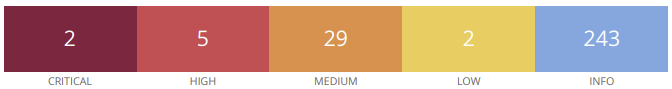 2 5 29 2 243
CRITICAL HIGH MEDIUM LOW INFO